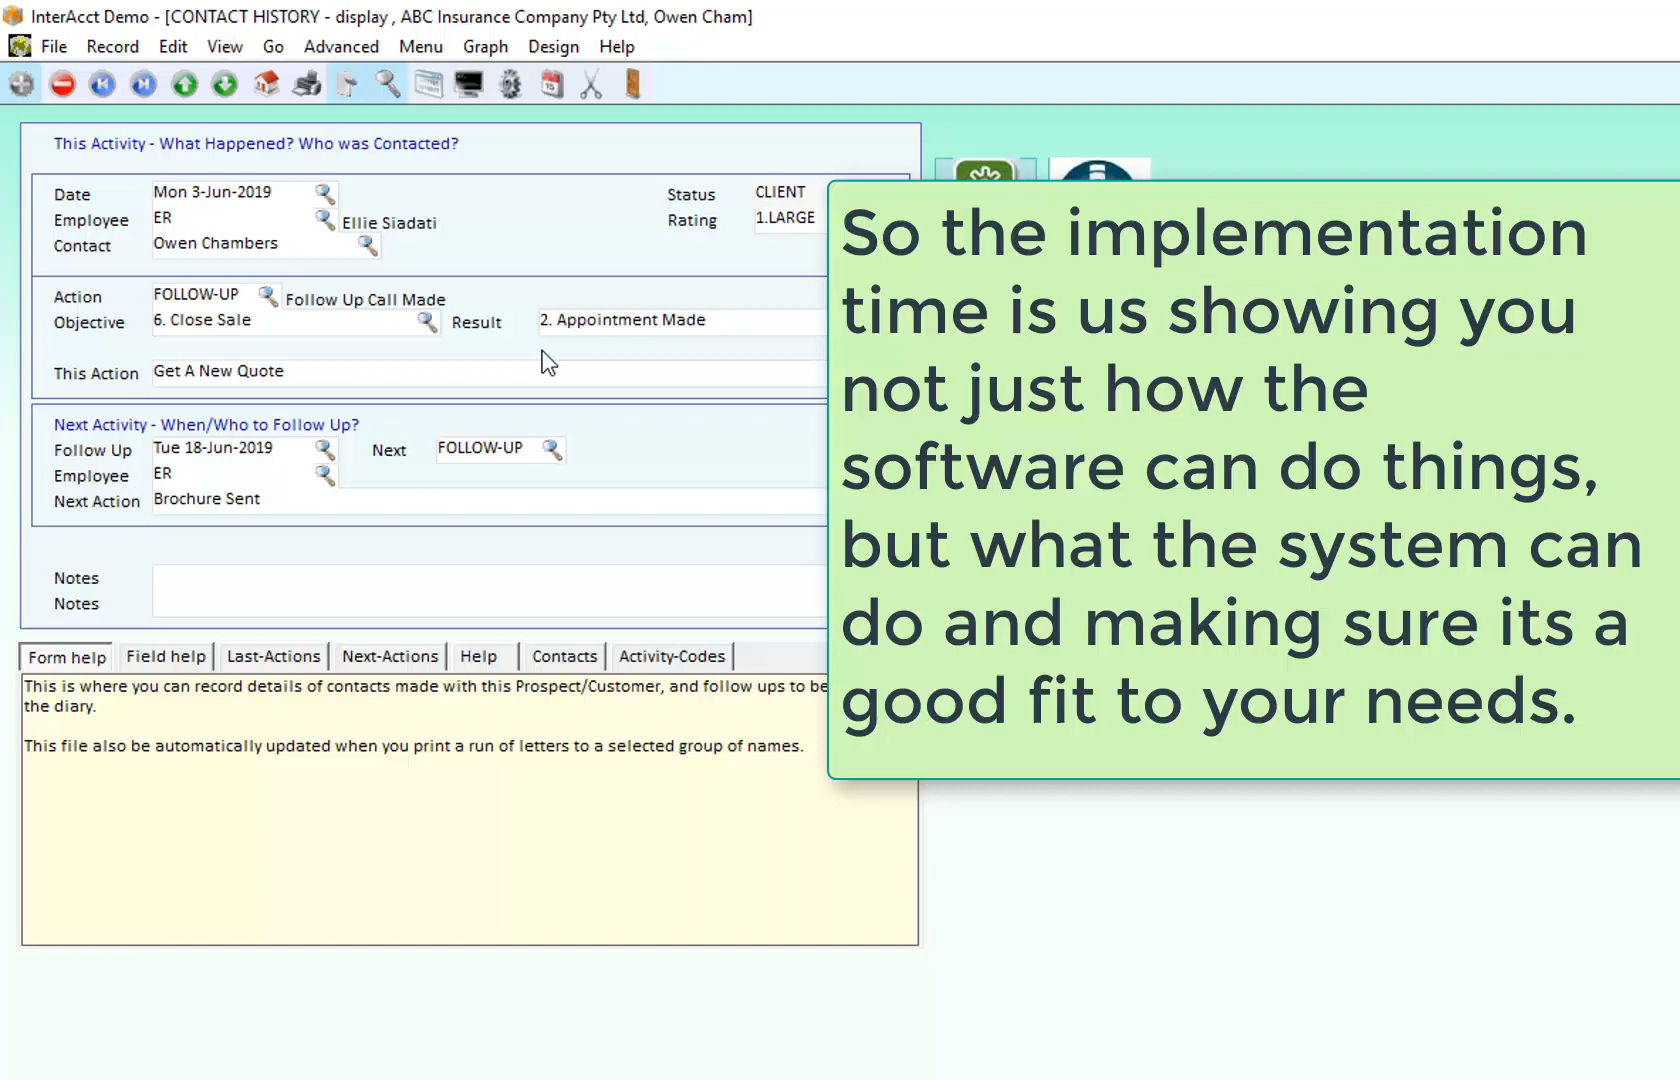 InterAcct Demo - [CONTACT HISTORY - display , ABC Insurance Company Pty Ltd, Owen Cham]
File Record Edit View Go Advanced Menu Graph Design Help
This Activity - What Happened? Who was Contacted?
Date Mon 3-Jun-2019 Status CLIENT
Employee ER Ellie Siadati Rating 1.LARGE
Contact Owen Chambers
Action FOLLOW-UP Follow Up Call Made
Objective 6. Close Sale Result 2. Appointment Made
This Action Get A New Quote
Next Activity - When/Who to Follow Up?
Follow Up Tue 18-Jun-2019 Next FOLLOW-UP
Employee ER
Next Action Brochure Sent
Notes
Notes
Form help Field help Last-Actions Next-Actions Help Contacts Activity-Codes
This is where you can record details of contacts made with this Prospect/Customer, and follow ups to be
the diary.
This file also be automatically updated when you print a run of letters to a selected group of names.
So the implementation
time is us showing you
not just how the
software can do things,
but what the system can
do and making sure its a
good fit to your needs.